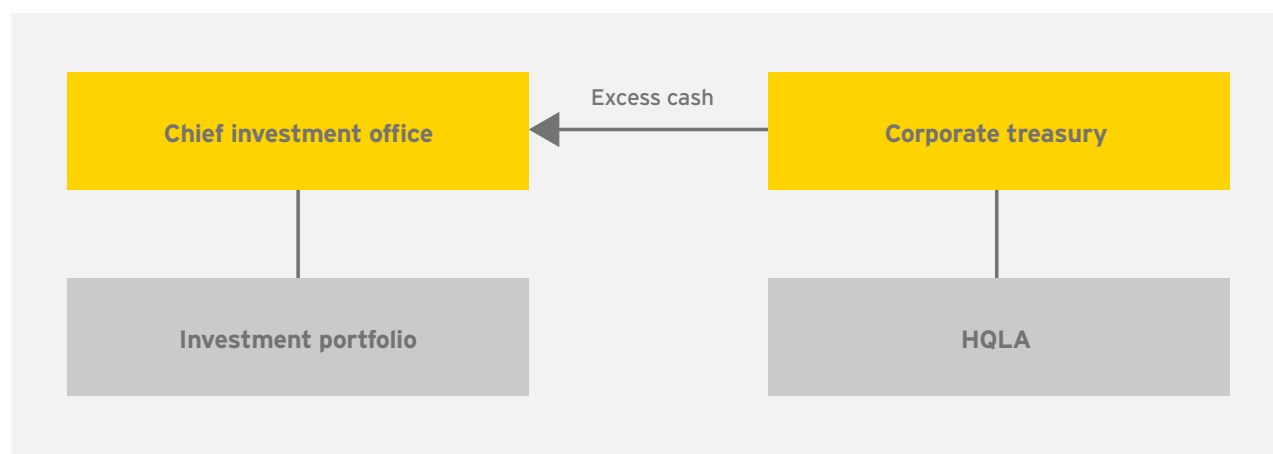 Excess cash
Chief investment office
Corporate treasury
Investment portfolio
HQLA